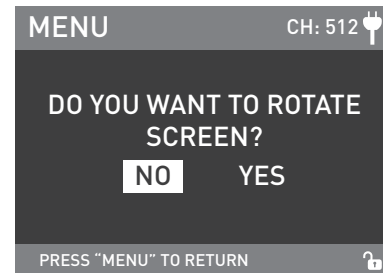 MENU
CH: 512
DO YOU WANT TO ROTATE
SCREEN?
NO YES
PRESS “MENU” TO RETURN